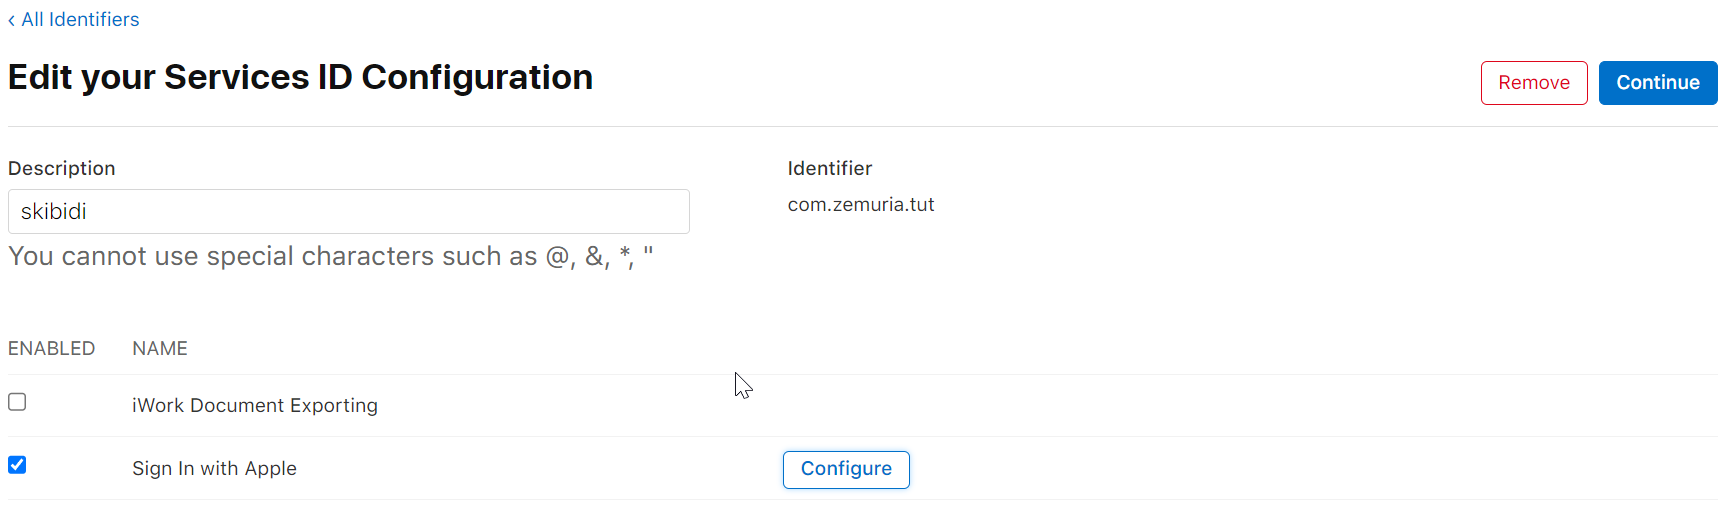 ‹ All Identifiers
Edit your Services ID Configuration
Remove
Continue
Description
Identifier
skibidi
com.zemuria.tut
You cannot use special characters such as @, &, *, "
ENABLED
NAME
iWork Document Exporting
Sign In with Apple
Configure